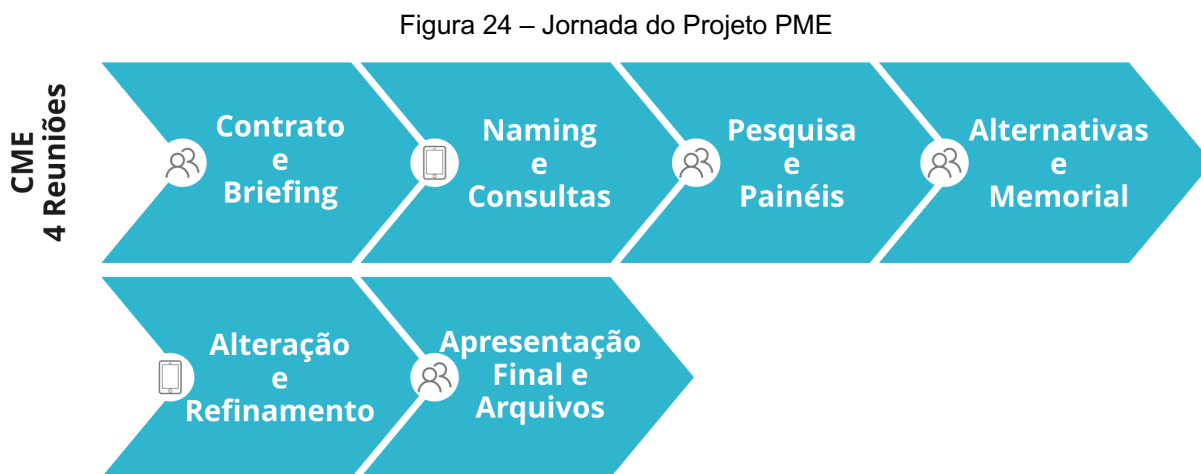 Figura 24 – Jornada do Projeto PME
CME
4 Reuniões
Contrato
e
Briefing
Naming
e
Consultas
Pesquisa
e
Painéis
Alternativas
e
Memorial
Alteração
e
Refinamento
Apresentação
Final e
Arquivos